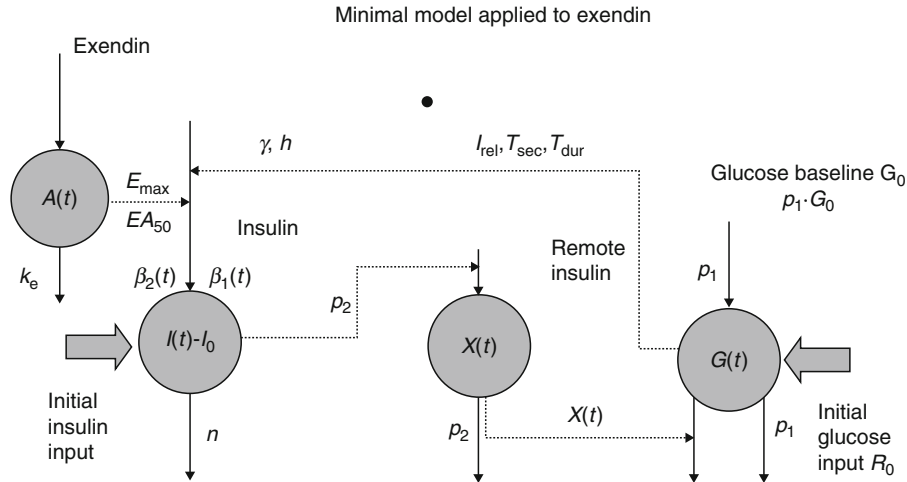 Minimal model applied to exendin
Exendin
γ, h
I_rel, T_sec, T_dur
A(t)
E_max
EA_50
Glucose baseline G_0
p_1·G_0
Insulin
Remote
insulin
k_e
β_2(t)
β_1(t)
p_2
p_1
I(t)-I_0
X(t)
G(t)
Initial
insulin
input
n
p_2
X(t)
p_1
Initial
glucose
input R_0